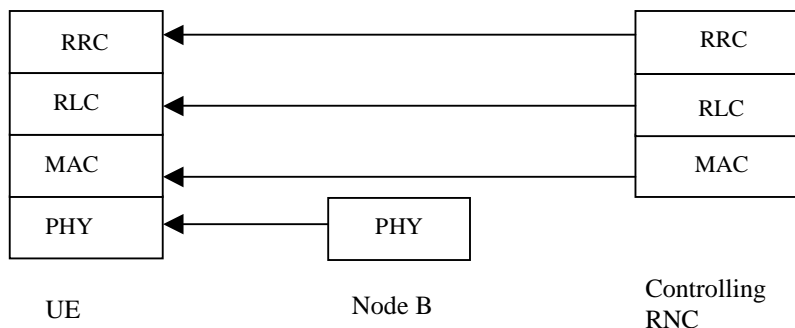 RRC
RRC
RLC
RLC
MAC
MAC
PHY
PHY
UE
Node B
Controlling
RNC